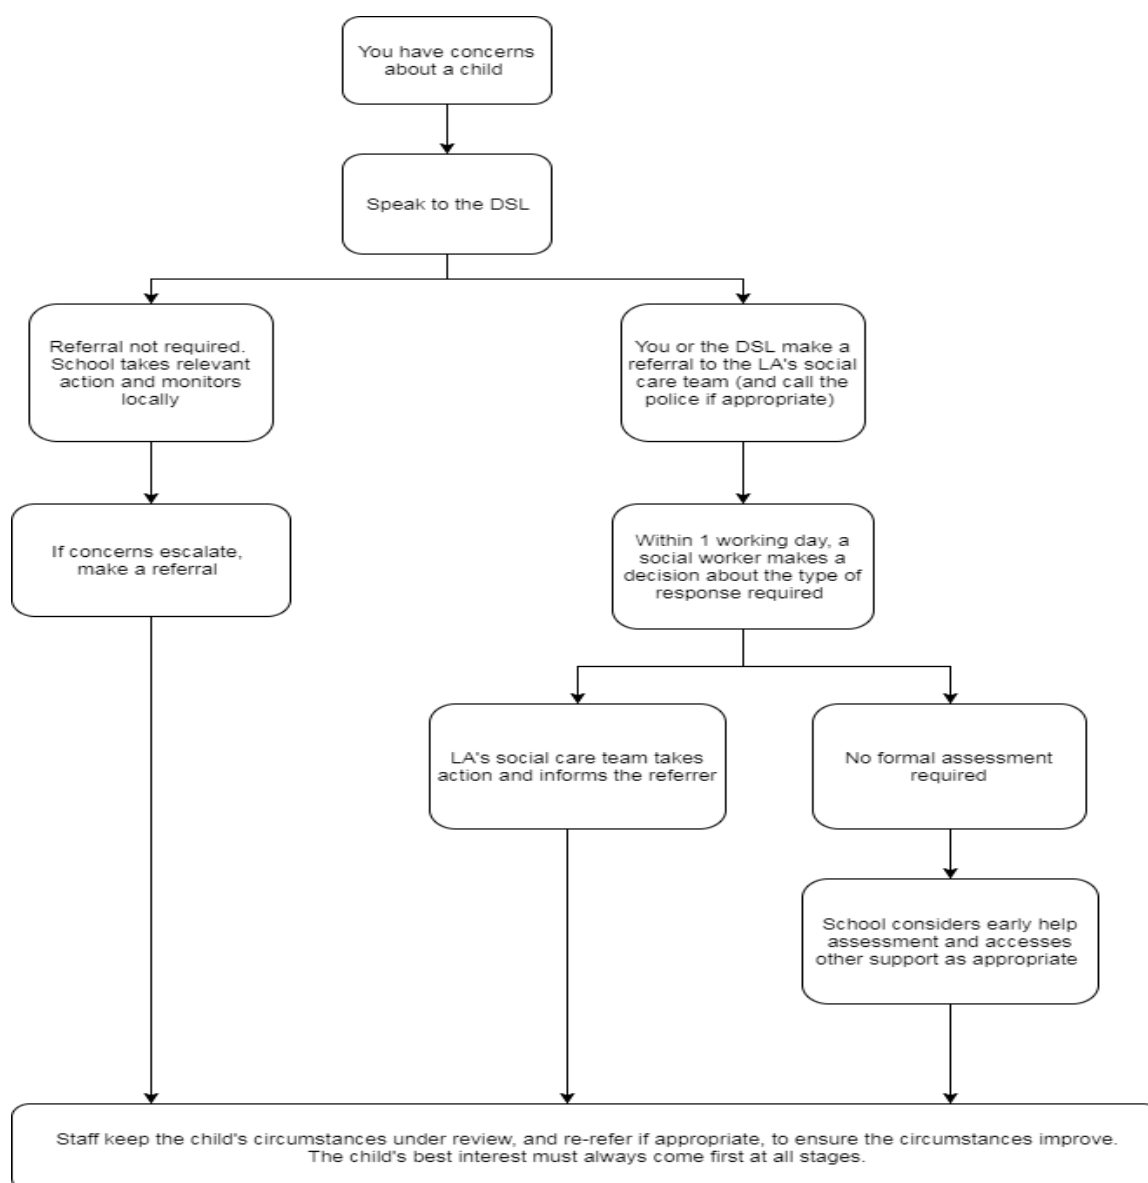 You have concerns
about a child
Speak to the DSL
Referral not required.
School takes relevant
action and monitors
locally
You or the DSL make a
referral to the LA's social
care team (and call the
police if appropriate)
If concerns escalate,
make a referral
Within 1 working day, a
social worker makes a
decision about the type of
response required
LA's social care team takes
action and informs the referrer
No formal assessment
required
School considers early help
assessment and accesses
other support as appropriate
Staff keep the child's circumstances under review, and re-refer if appropriate, to ensure the circumstances improve.
The child's best interest must always come first at all stages.